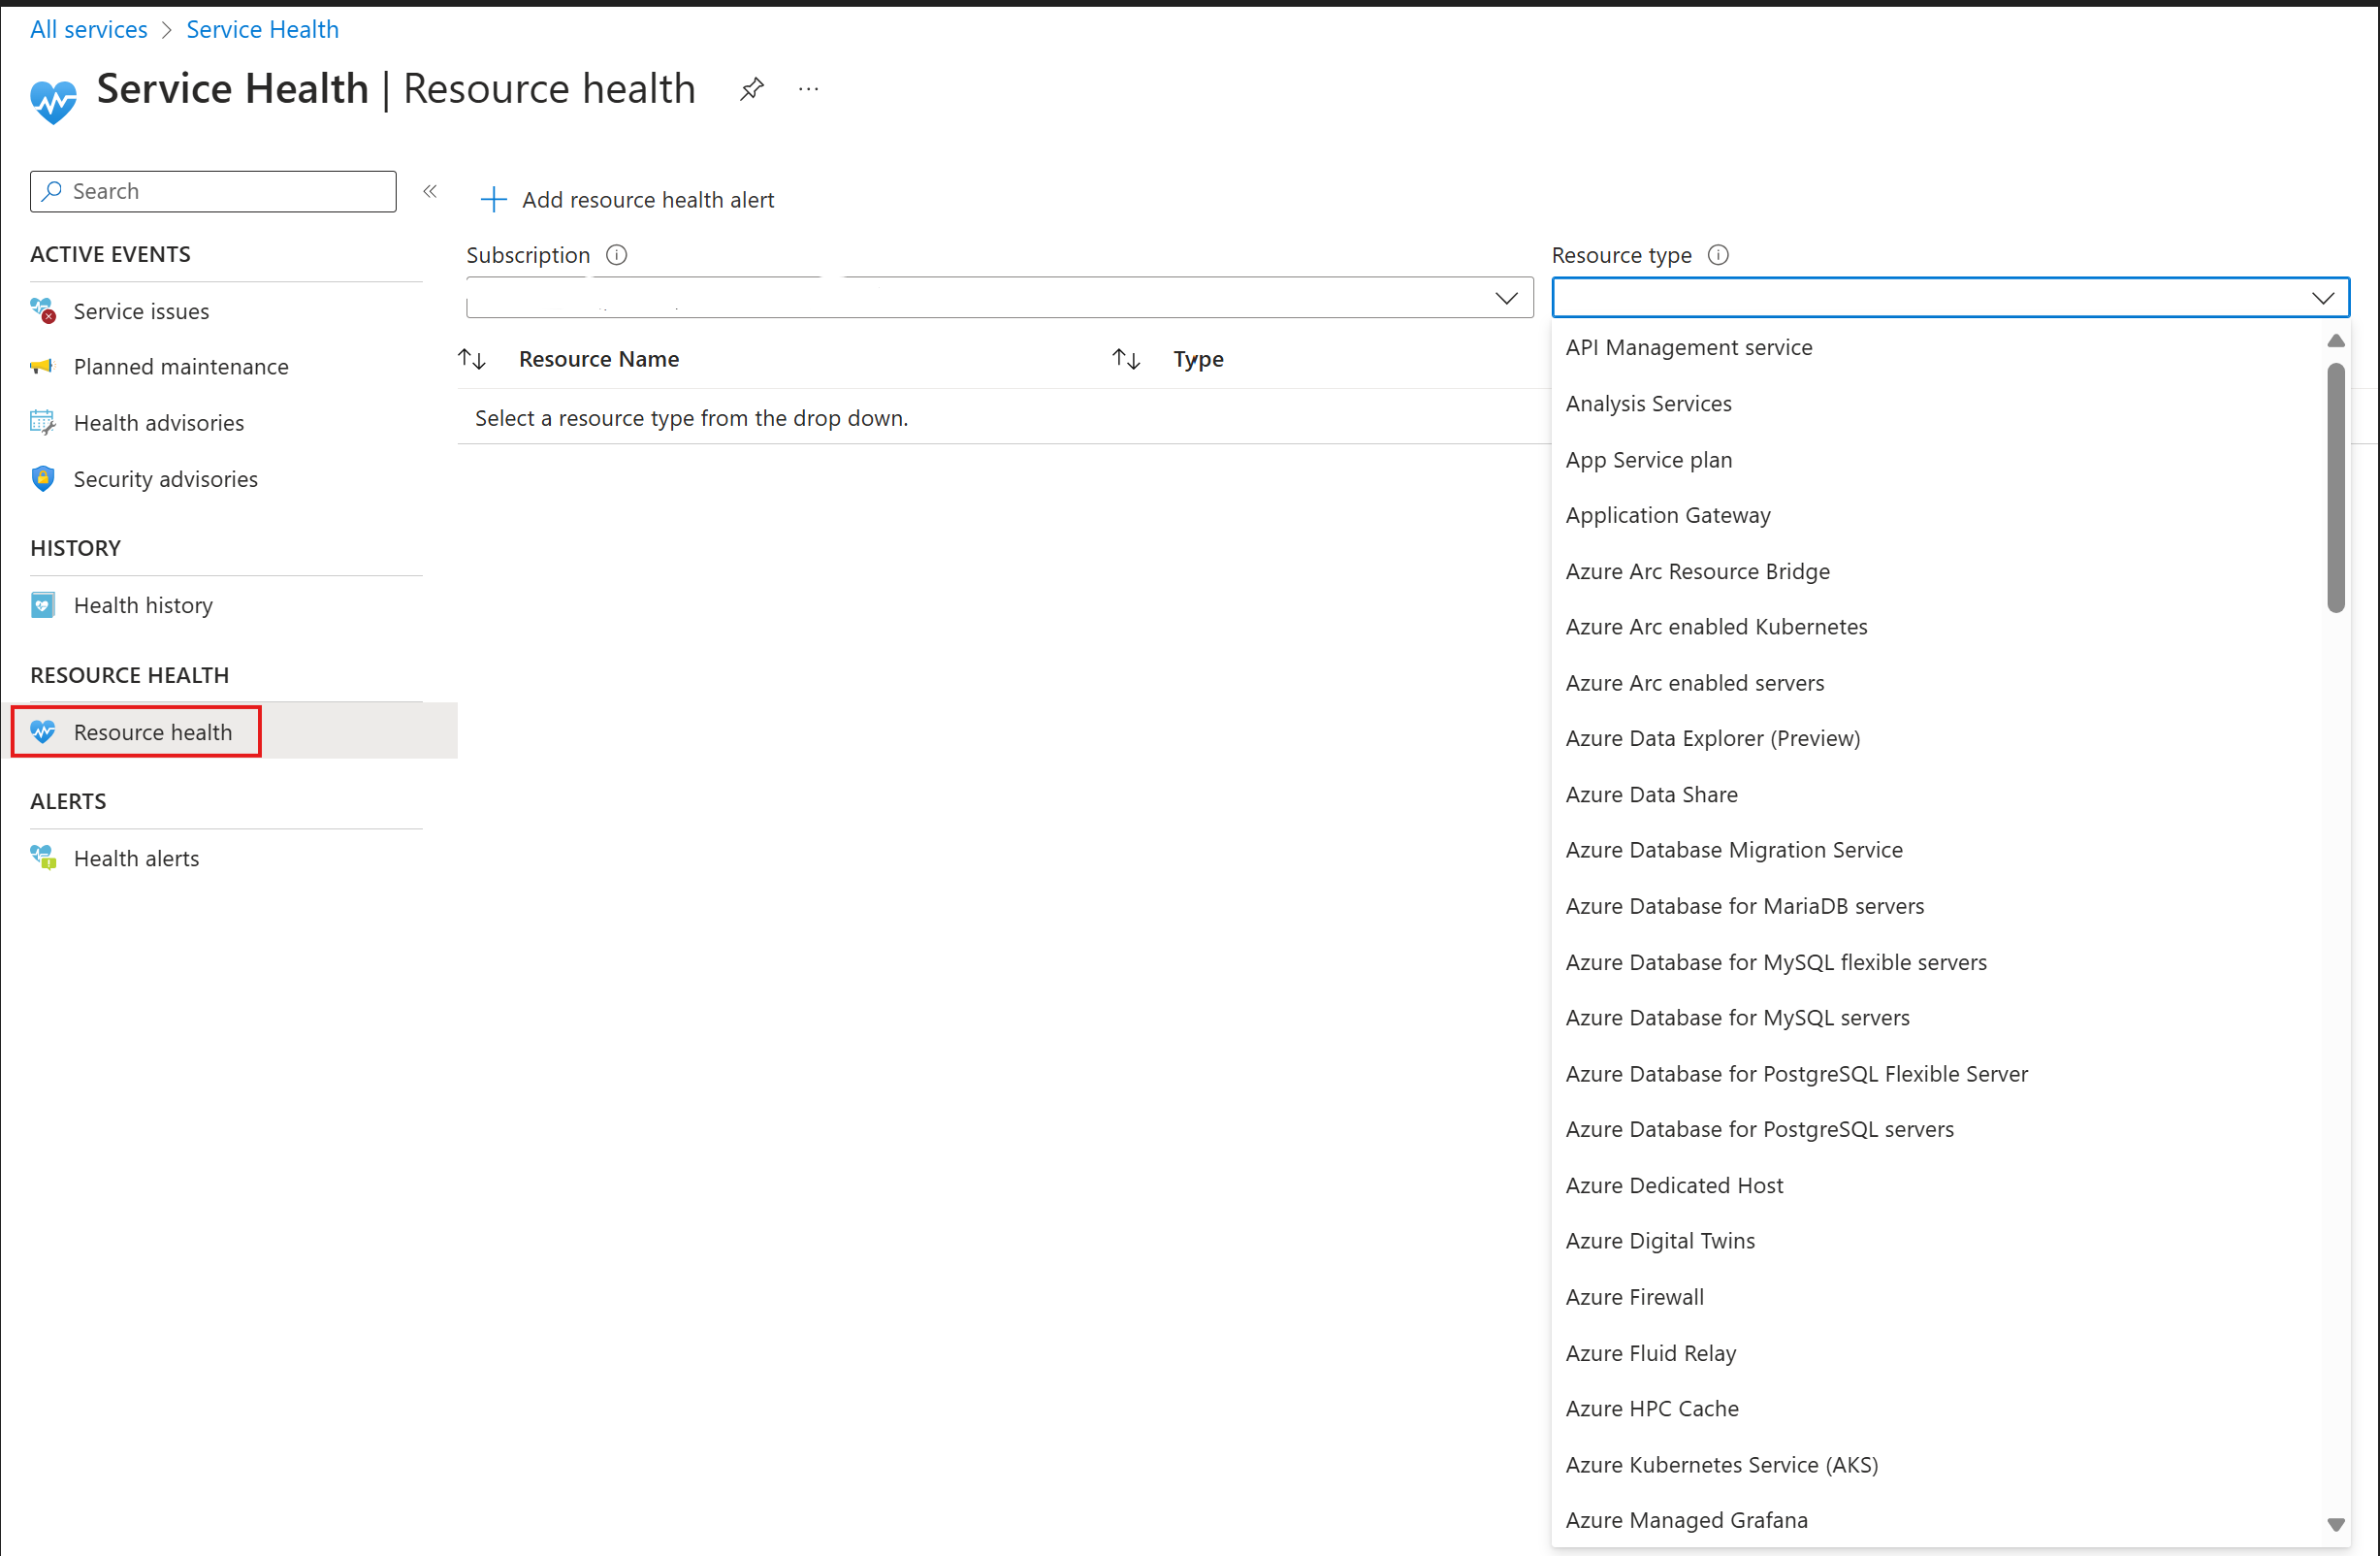 All services > Service Health
Service Health | Resource health
Search
Add resource health alert
ACTIVE EVENTS
Service issues
Planned maintenance
Health advisories
Security advisories
HISTORY
Health history
RESOURCE HEALTH
Resource health
ALERTS
Health alerts
Subscription
Resource type
Resource Name
Type
Select a resource type from the drop down.
API Management service
Analysis Services
App Service plan
Application Gateway
Azure Arc Resource Bridge
Azure Arc enabled Kubernetes
Azure Arc enabled servers
Azure Data Explorer (Preview)
Azure Data Share
Azure Database Migration Service
Azure Database for MariaDB servers
Azure Database for MySQL flexible servers
Azure Database for MySQL servers
Azure Database for PostgreSQL Flexible Server
Azure Database for PostgreSQL servers
Azure Dedicated Host
Azure Digital Twins
Azure Firewall
Azure Fluid Relay
Azure HPC Cache
Azure Kubernetes Service (AKS)
Azure Managed Grafana